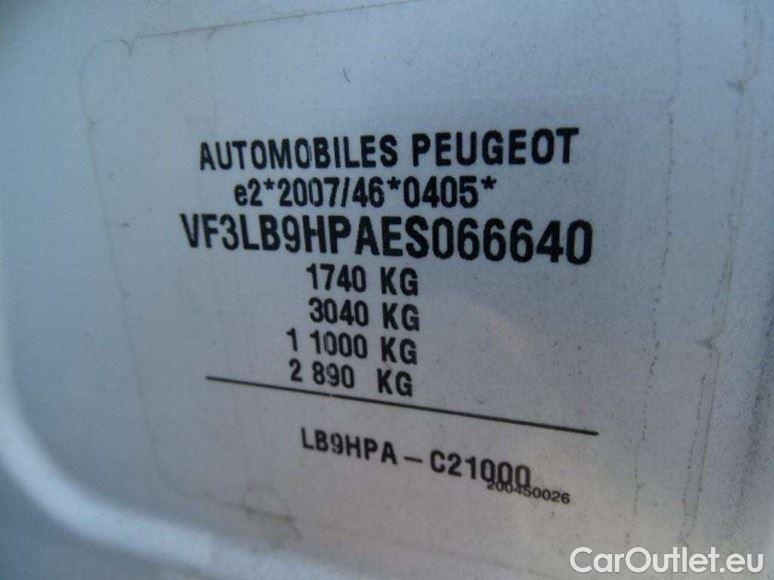 AUTOMOBILES PEUGEOT
e2*2007/46*0405*
VF3LB9HPAES066640
1740 KG
3040 KG
1 1000 KG
2 890 KG
LB9HPA – C21000
200450026
CarOutlet.eu